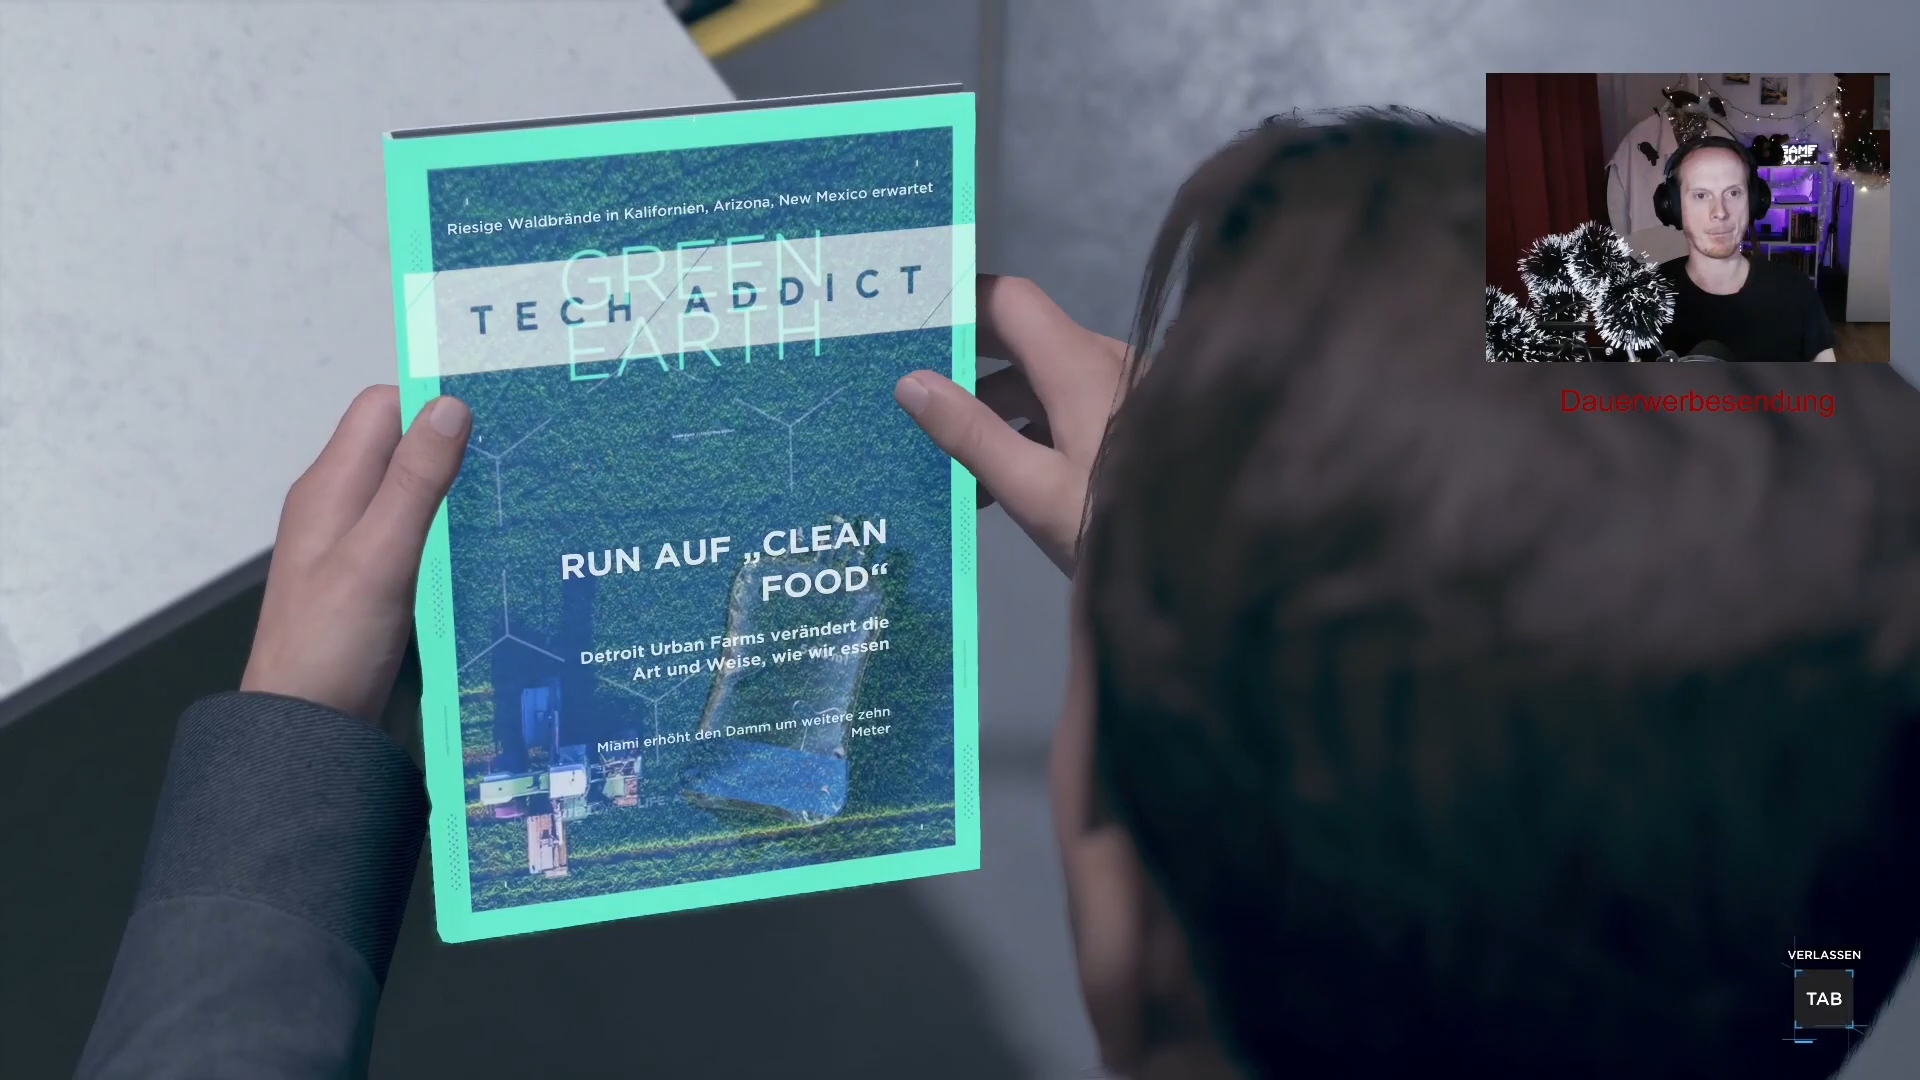 Riesige Waldbrände in Kalifornien, Arizona, New Mexico erwartet
GREEN
TECH ADDICT
EARTH
RUN AUF „CLEAN
FOOD“
Detroit Urban Farms verändert die
Art und Weise, wie wir essen
Miami erhöht den Damm um weitere zehn
Meter
GAME
Dauerwerbesendung
VERLASSEN
TAB